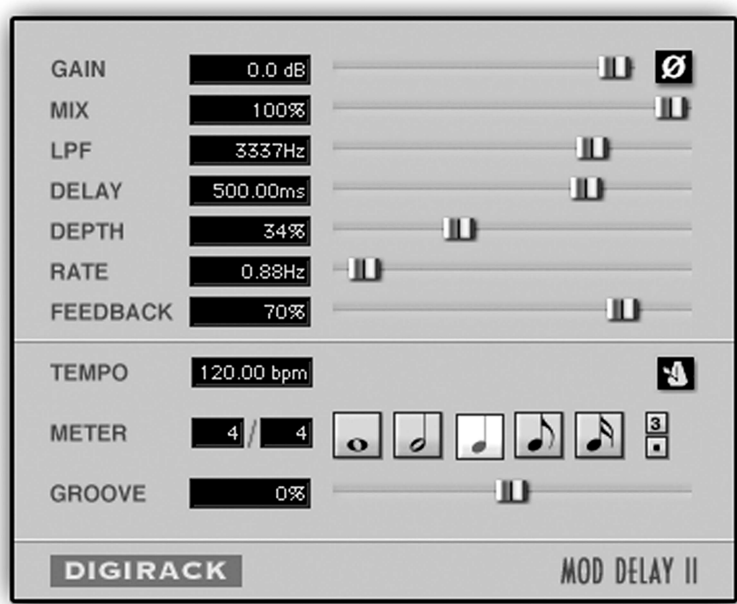 GAIN 0.0 dB Ø
MIX 100%
LPF 3337Hz
DELAY 500.00ms
DEPTH 34%
RATE 0.88Hz
FEEDBACK 70%
TEMPO 120.00 bpm
METER 4 / 4 3
GROOVE 0%
DIGIRACK MOD DELAY II